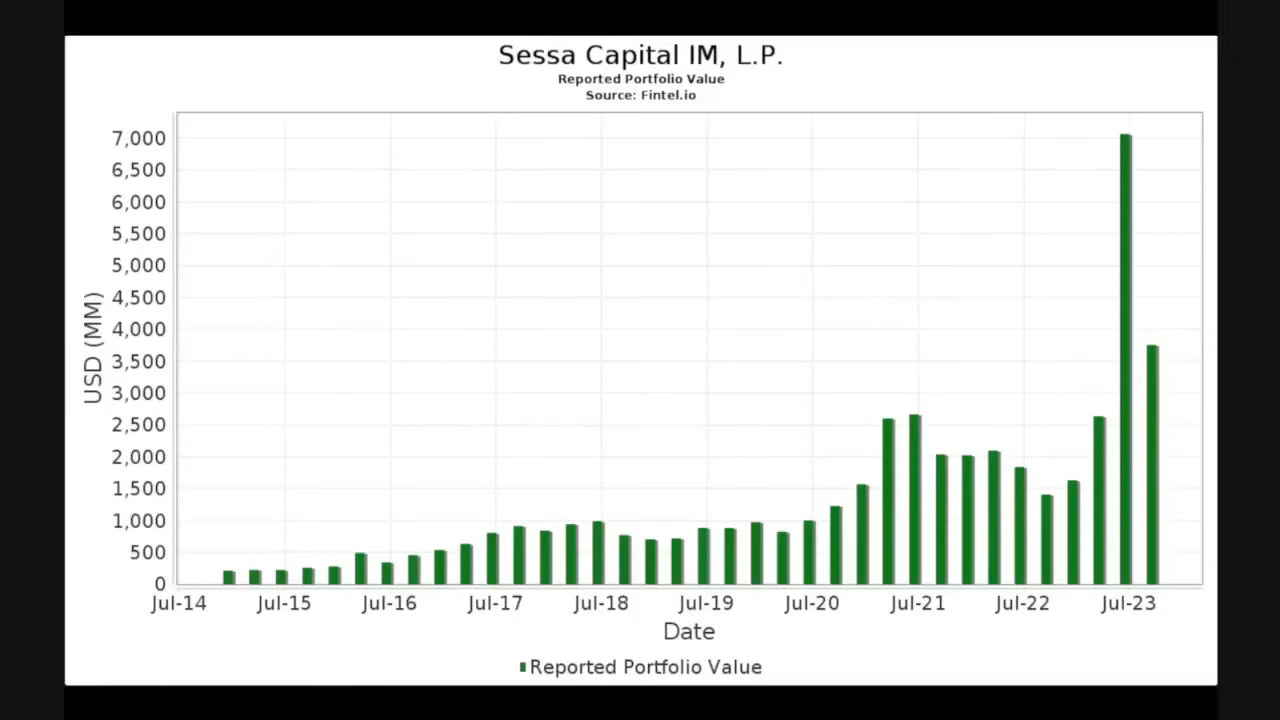 Sessa Capital IM, L.P.
Reported Portfolio Value
Source: Fintel.io
7,000
6,500
6,000
5,500
5,000
4,500
4,000
3,500
3,000
2,500
2,000
1,500
1,000
500
0
USD (MM)
Jul-14 Jul-15 Jul-16 Jul-17 Jul-18 Jul-19 Jul-20 Jul-21 Jul-22 Jul-23
Date
Reported Portfolio Value